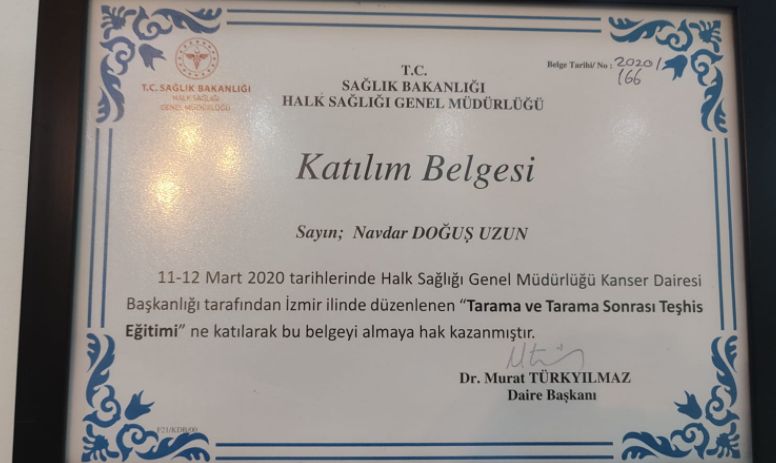 T.C. SAĞLIK BAKANLIĞI
HALK SAĞLIĞI
GENEL MÜDÜRLÜĞÜ
T.C.
SAĞLIK BAKANLIĞI
HALK SAĞLIĞI GENEL MÜDÜRLÜĞÜ
Belge Tarihi/ No : 2020/
166
Katılım Belgesi
Sayın; Navdar DOĞUŞ UZUN
11-12 Mart 2020 tarihlerinde Halk Sağlığı Genel Müdürlüğü Kanser Dairesi
Başkanlığı tarafından İzmir ilinde düzenlenen “Tarama ve Tarama Sonrası Teşhis
Eğitimi” ne katılarak bu belgeyi almaya hak kazanmıştır.
Dr. Murat TÜRKYILMAZ
Daire Başkanı
F21/KDB/00